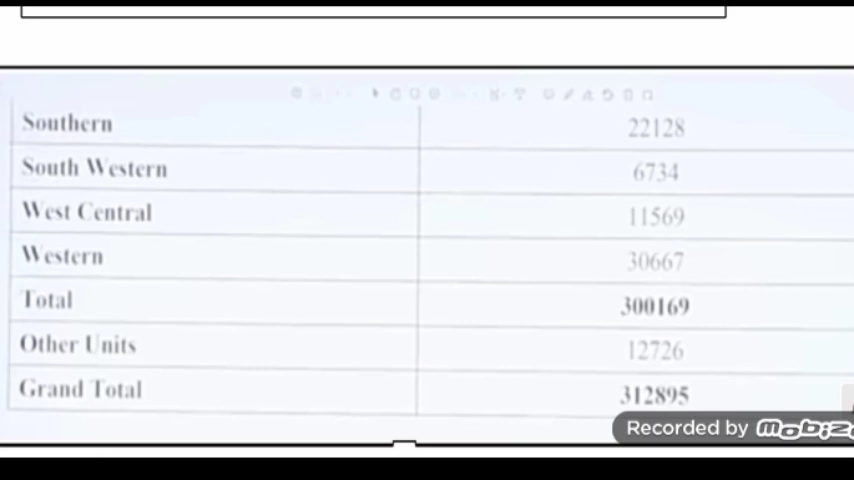 Southern 22128
South Western 6734
West Central 11569
Western 30667
Total 300169
Other Units 12726
Grand Total 312895
Recorded by